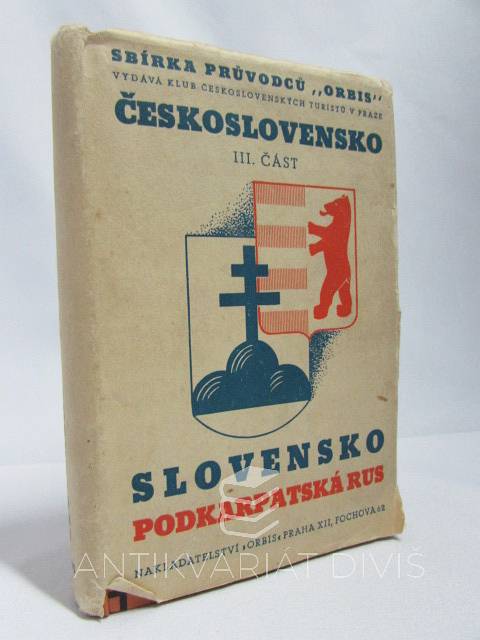 SBÍRKA PRŮVODCŮ „ORBIS"
VYDÁVÁ KLUB ČESKOSLOVENSKÝCH TURISTŮ V PRAZE
ČESKOSLOVENSKO
III. ČÁST
SLOVENSKO
PODKARPATSKÁ RUS
NAKLADATELSTVÍ „ORBIS“ PRAHA XII, FOCHOVA 62
ANTIKVARIÁT DIVIŠ